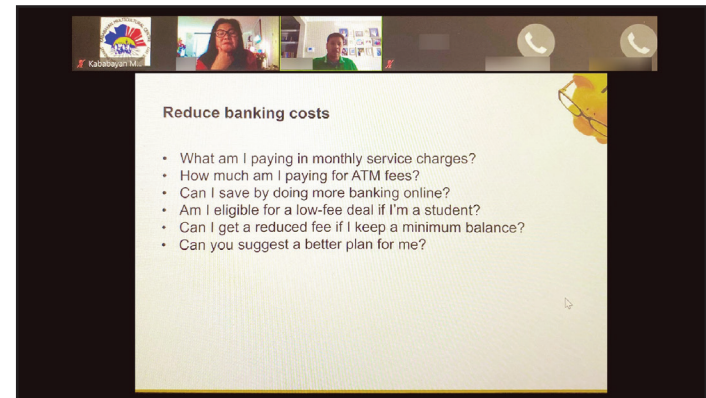 Kababayan M...
Reduce banking costs
• What am I paying in monthly service charges?
• How much am I paying for ATM fees?
• Can I save by doing more banking online?
• Am I eligible for a low-fee deal if I'm a student?
• Can I get a reduced fee if I keep a minimum balance?
• Can you suggest a better plan for me?